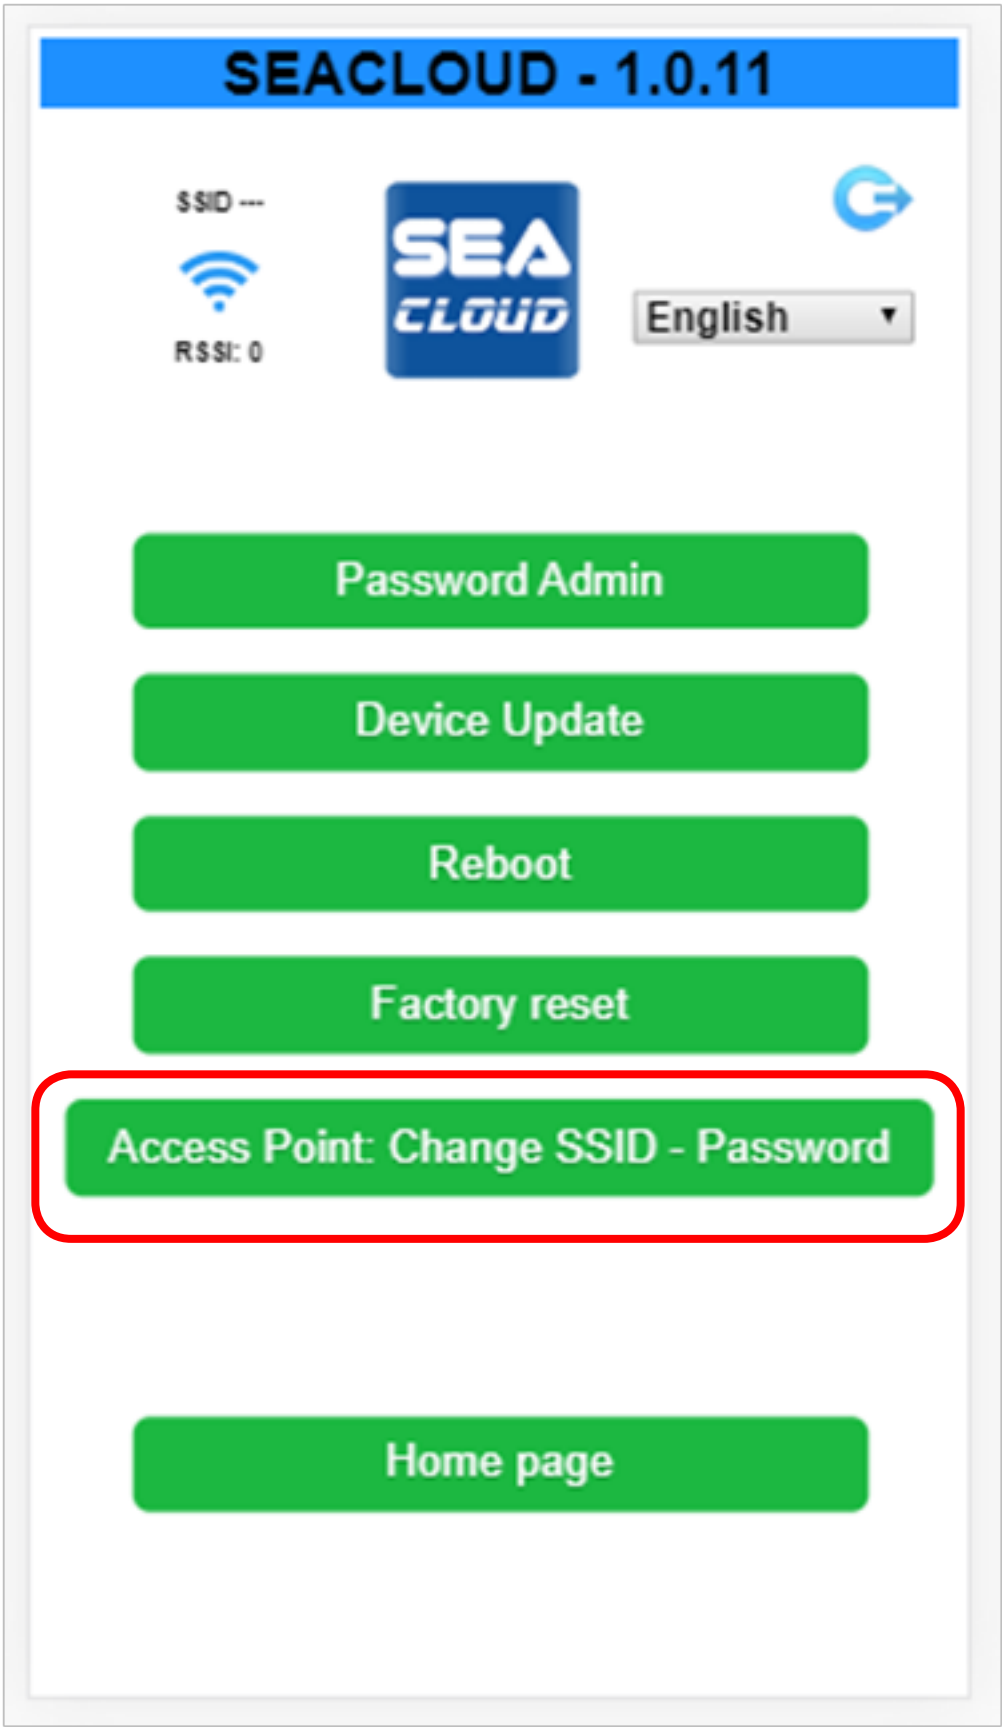 SEACLOUD - 1.0.11
SSID ---
SEA
CLOUD
English
RSSI: 0
Password Admin
Device Update
Reboot
Factory reset
Access Point: Change SSID - Password
Home page